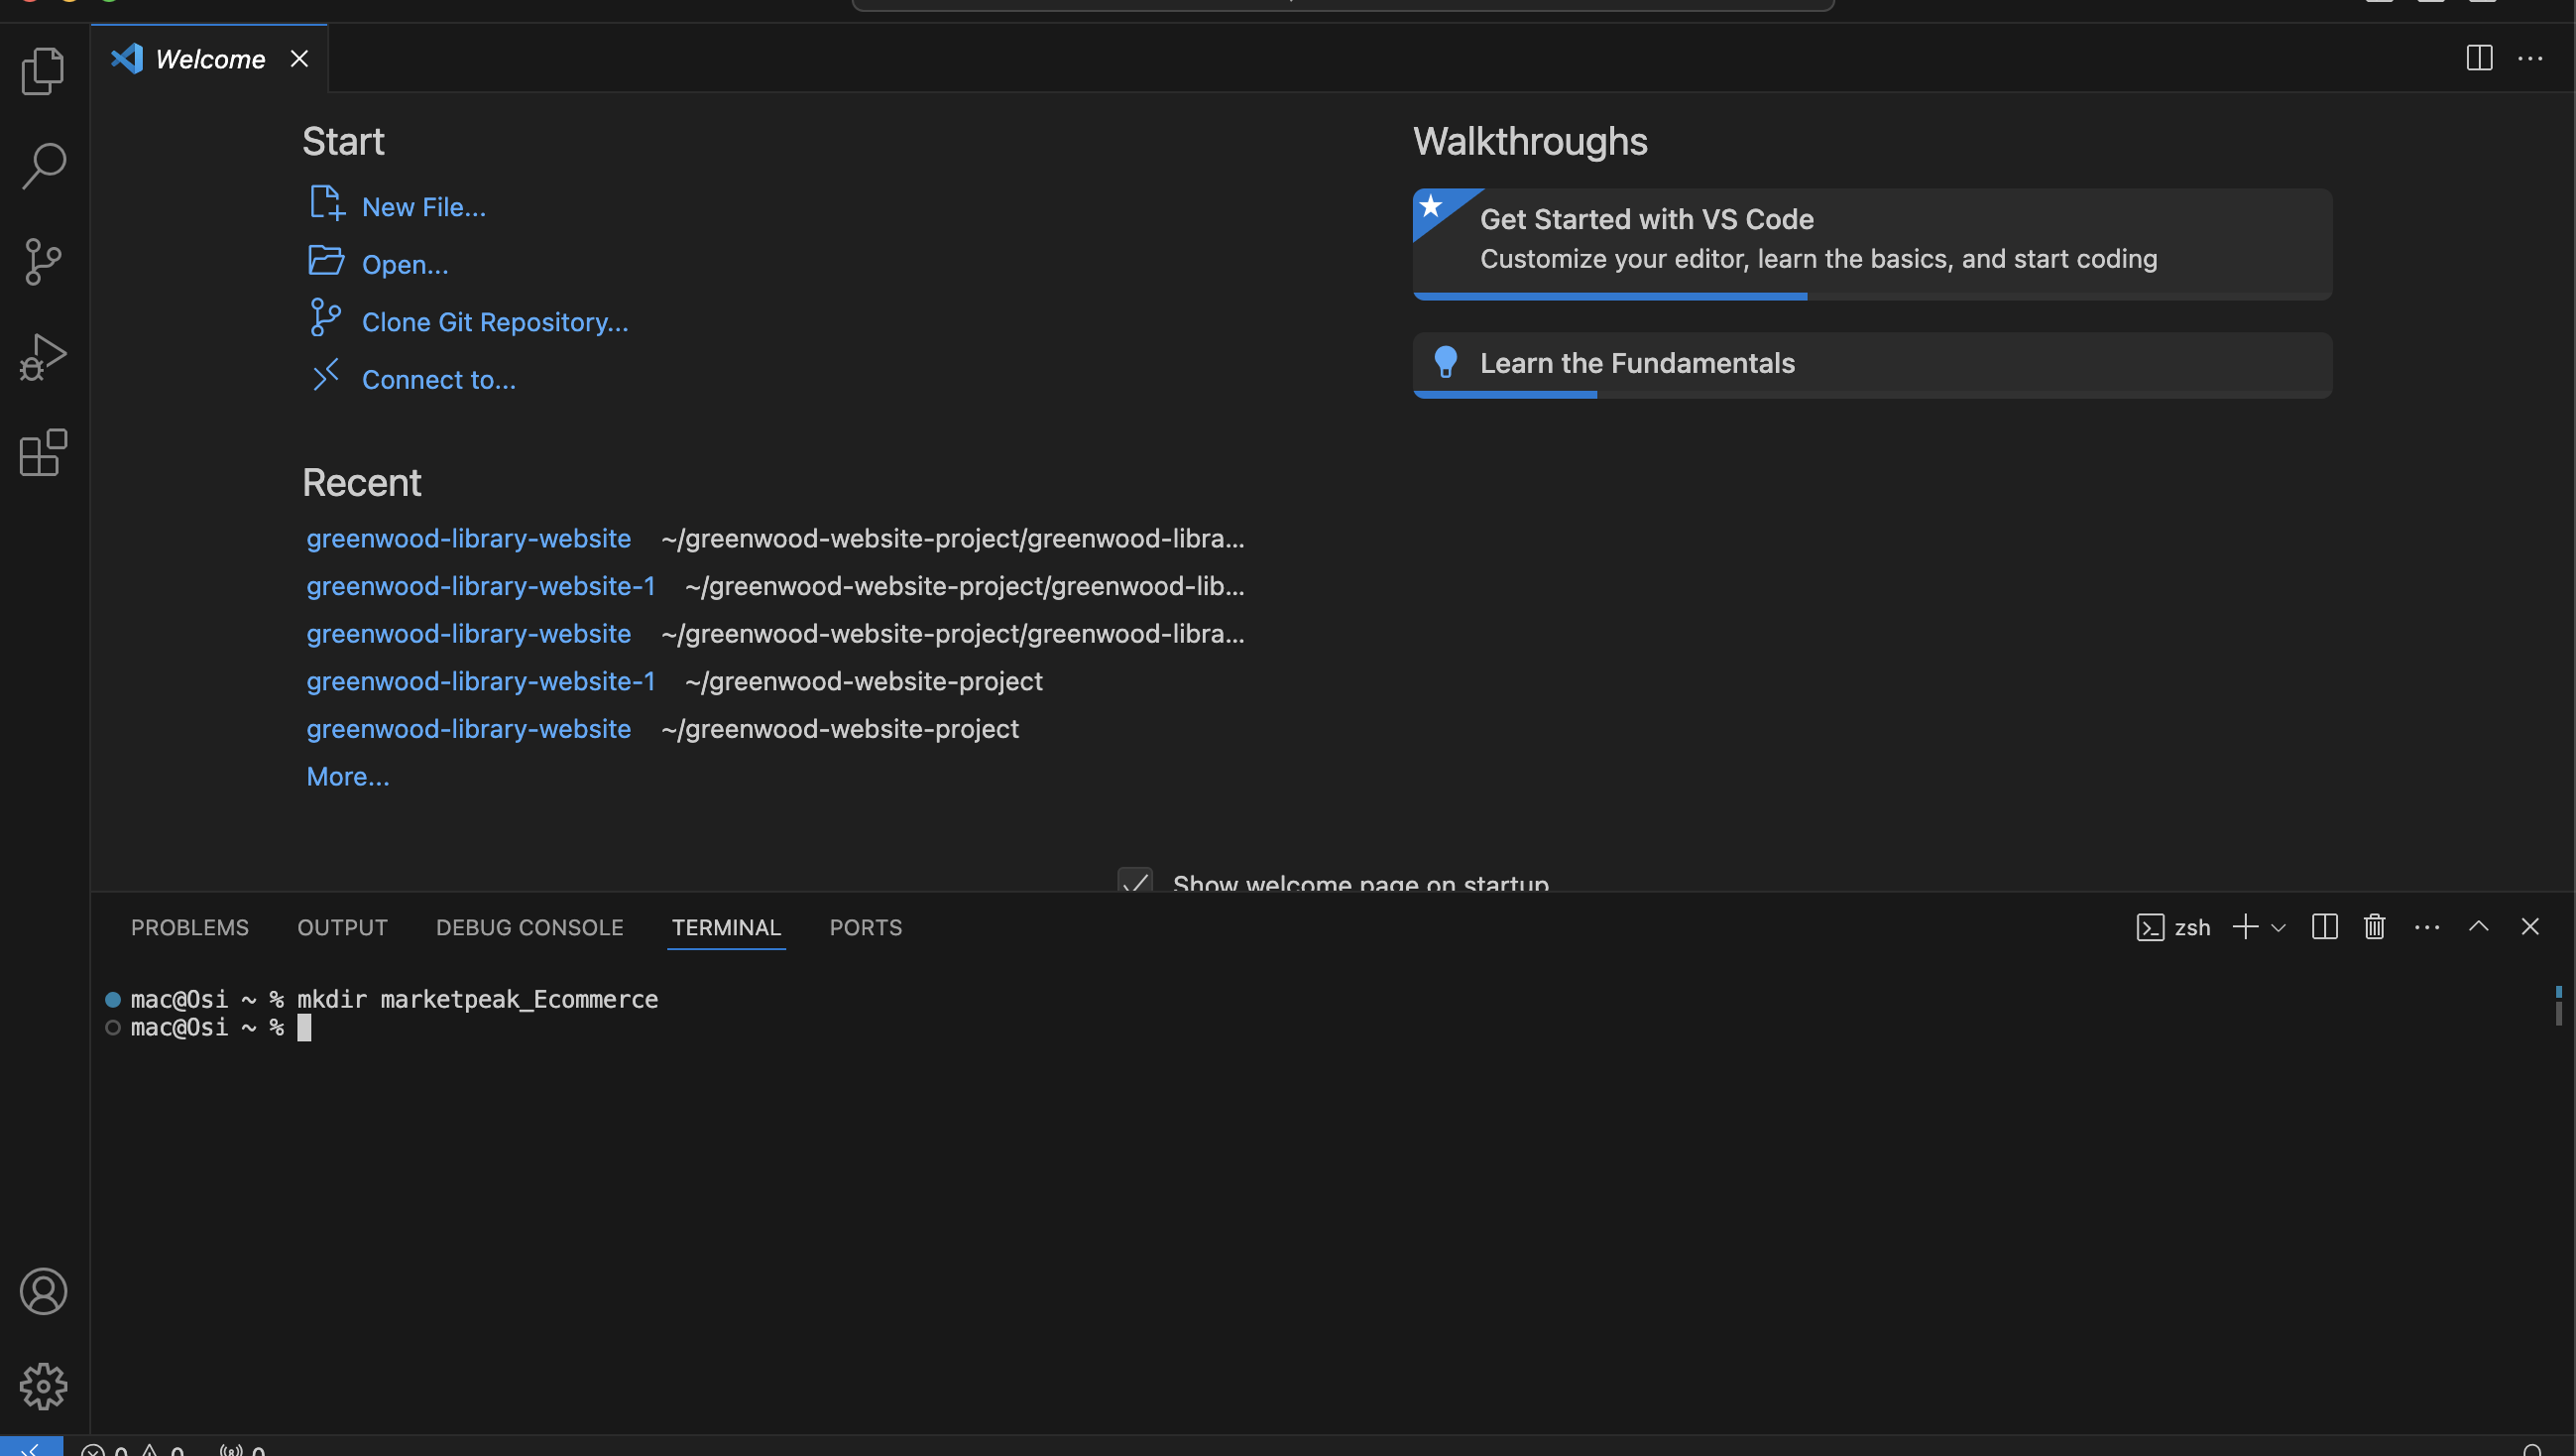 Welcome
Start
New File...
Open...
Clone Git Repository...
Connect to...
Recent
greenwood-library-website ~/greenwood-website-project/greenwood-libra...
greenwood-library-website-1 ~/greenwood-website-project/greenwood-lib...
greenwood-library-website ~/greenwood-website-project/greenwood-libra...
greenwood-library-website-1 ~/greenwood-website-project
greenwood-library-website ~/greenwood-website-project
More...
Walkthroughs
Get Started with VS Code
Customize your editor, learn the basics, and start coding
Learn the Fundamentals
Show welcome page on startup
PROBLEMS OUTPUT DEBUG CONSOLE TERMINAL PORTS
zsh
mac@Osi ~ % mkdir marketpeak_Ecommerce
mac@Osi ~ %
0 0 0